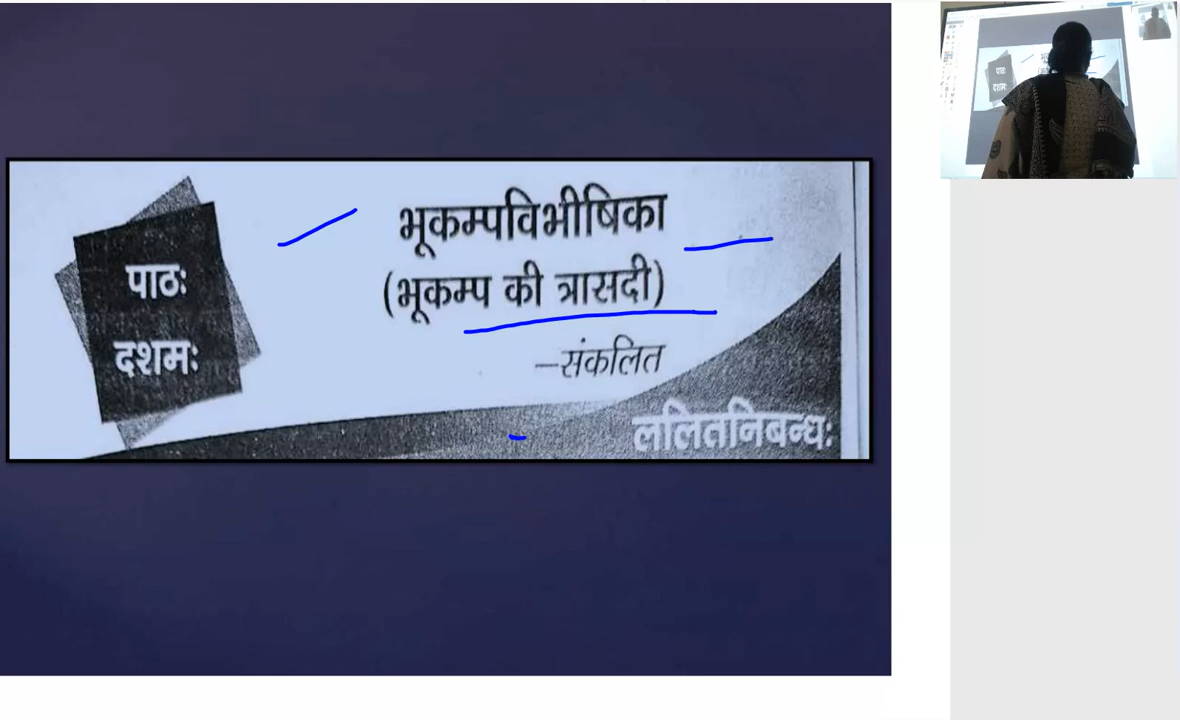 पाठः
दशमः
भूकम्पविभीषिका
(भूकम्प की त्रासदी)
–संकलित
ललितनिबन्धः